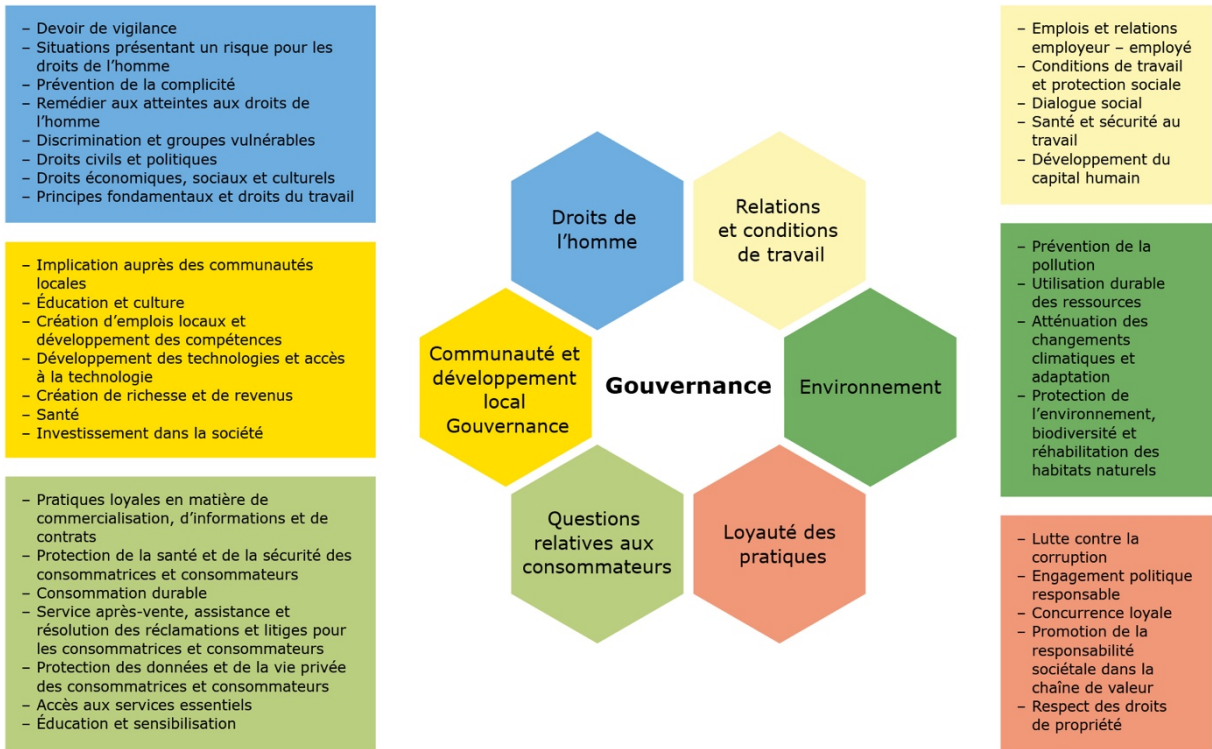 – Devoir de vigilance
– Situations présentant un risque pour les
droits de l’homme
– Prévention de la complicité
– Remédier aux atteintes aux droits de
l’homme
– Discrimination et groupes vulnérables
– Droits civils et politiques
– Droits économiques, sociaux et culturels
– Principes fondamentaux et droits du travail
– Implication auprès des communautés
locales
– Éducation et culture
– Création d’emplois locaux et
développement des compétences
– Développement des technologies et accès
à la technologie
– Création de richesse et de revenus
– Santé
– Investissement dans la société
– Pratiques loyales en matière de
commercialisation, d’informations et de
contrats
– Protection de la santé et de la sécurité des
consommatrices et consommateurs
– Consommation durable
– Service après-vente, assistance et
résolution des réclamations et litiges pour
les consommatrices et consommateurs
– Protection des données et de la vie privée
des consommatrices et consommateurs
– Accès aux services essentiels
– Éducation et sensibilisation
Droits de
l’homme
Relations
et conditions
de travail
Communauté et
développement
local
Gouvernance
Gouvernance
Environnement
Questions
relatives aux
consommateurs
Loyauté des
pratiques
– Emplois et relations
employeur – employé
– Conditions de travail
et protection sociale
– Dialogue social
– Santé et sécurité au
travail
– Développement du
capital humain
– Prévention de la
pollution
– Utilisation durable
des ressources
– Atténuation des
changements
climatiques et
adaptation
– Protection de
l’environnement,
biodiversité et
réhabilitation des
habitats naturels
– Lutte contre la
corruption
– Engagement politique
responsable
– Concurrence loyale
– Promotion de la
responsabilité
sociétale dans la
chaîne de valeur
– Respect des droits
de propriété